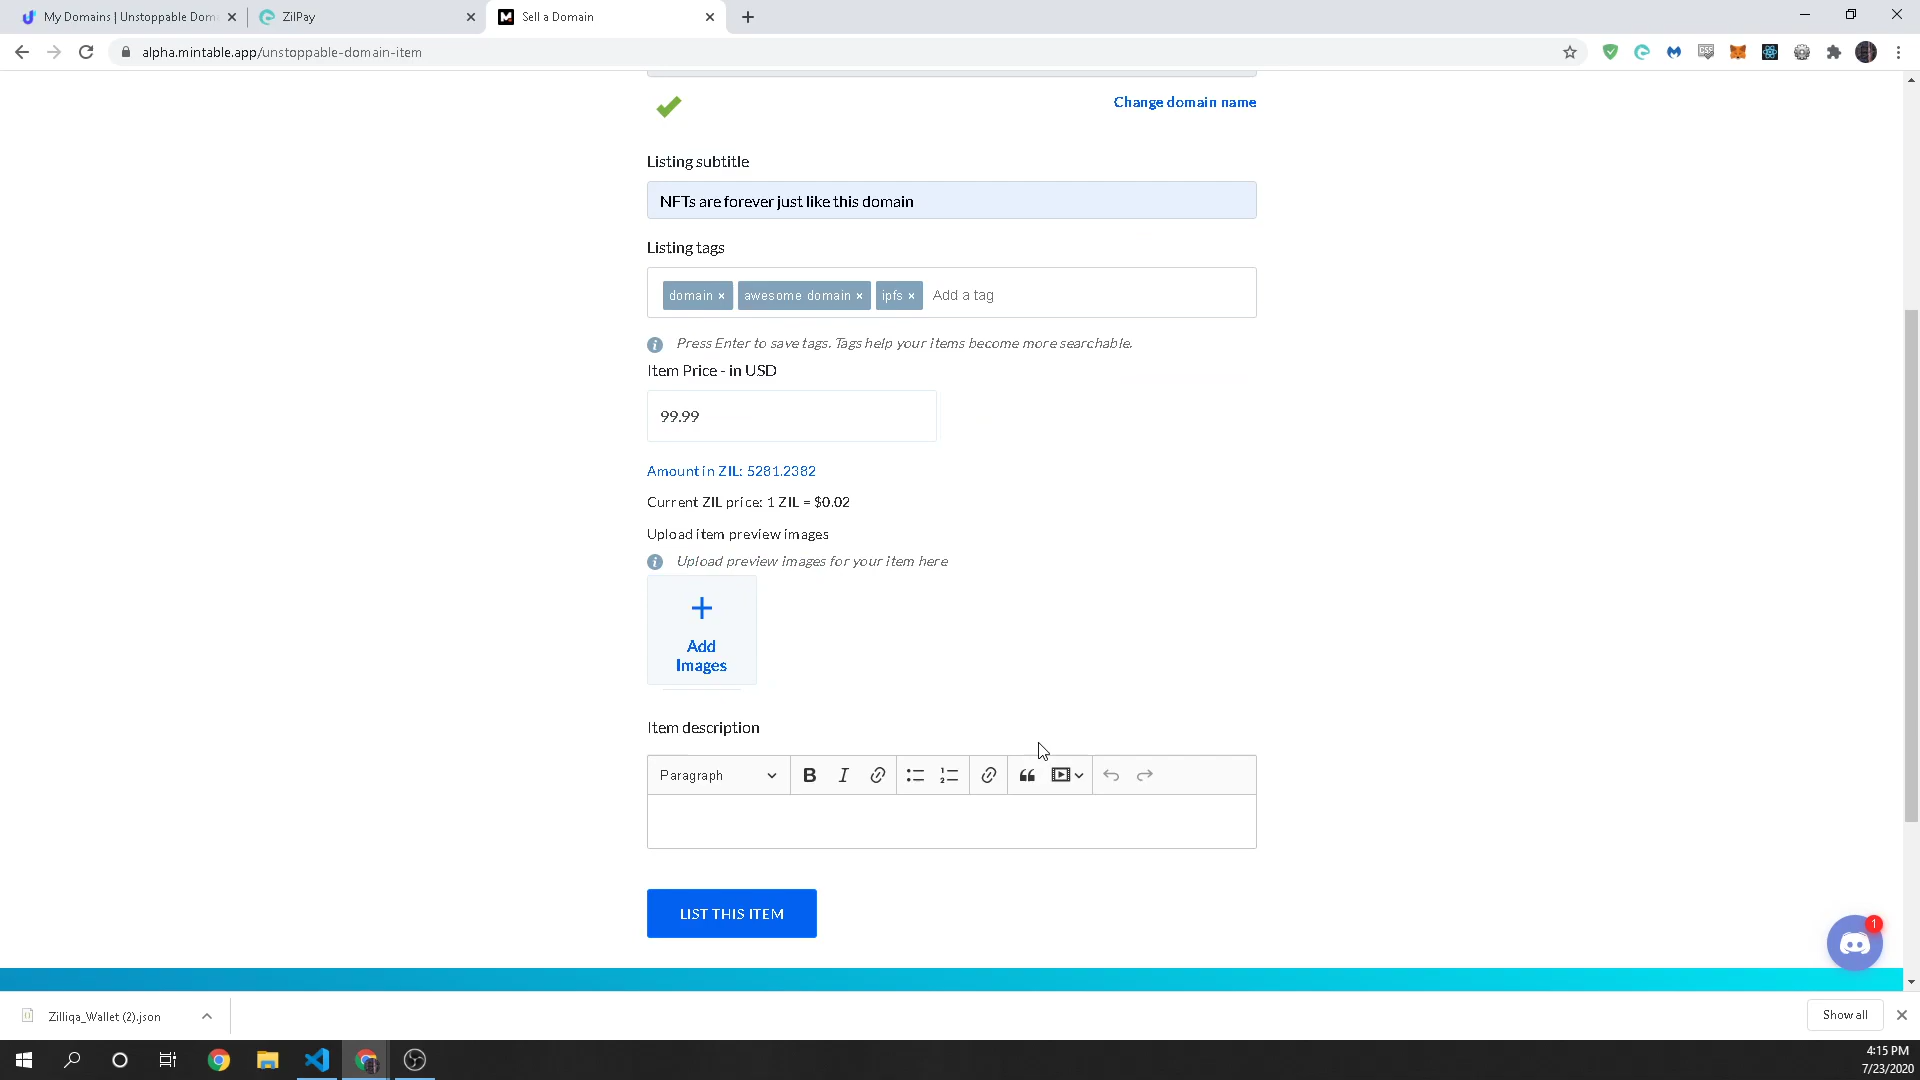 My Domains | Unstoppable Dom
ZilPay
Sell a Domain
alpha.mintable.app/unstoppable-domain-item
Change domain name
Listing subtitle
NFTs are forever just like this domain
Listing tags
domain × awesome domain × ipfs × Add a tag
Press Enter to save tags. Tags help your items become more searchable.
Item Price - in USD
99.99
Amount in ZIL: 5281.2382
Current ZIL price: 1 ZIL = $0.02
Upload item preview images
Upload preview images for your item here
Add
Images
Item description
Paragraph
LIST THIS ITEM
1
Zilliqa_Wallet (2).json
Show all
4:15 PM
7/23/2020